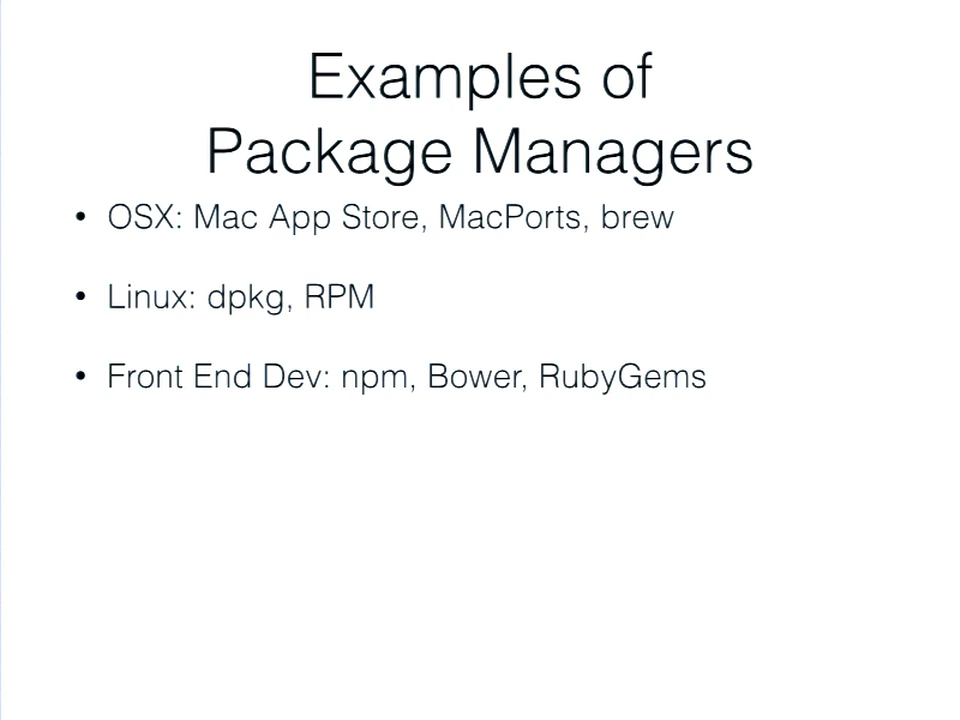 Examples of
Package Managers
• OSX: Mac App Store, MacPorts, brew
• Linux: dpkg, RPM
• Front End Dev: npm, Bower, RubyGems